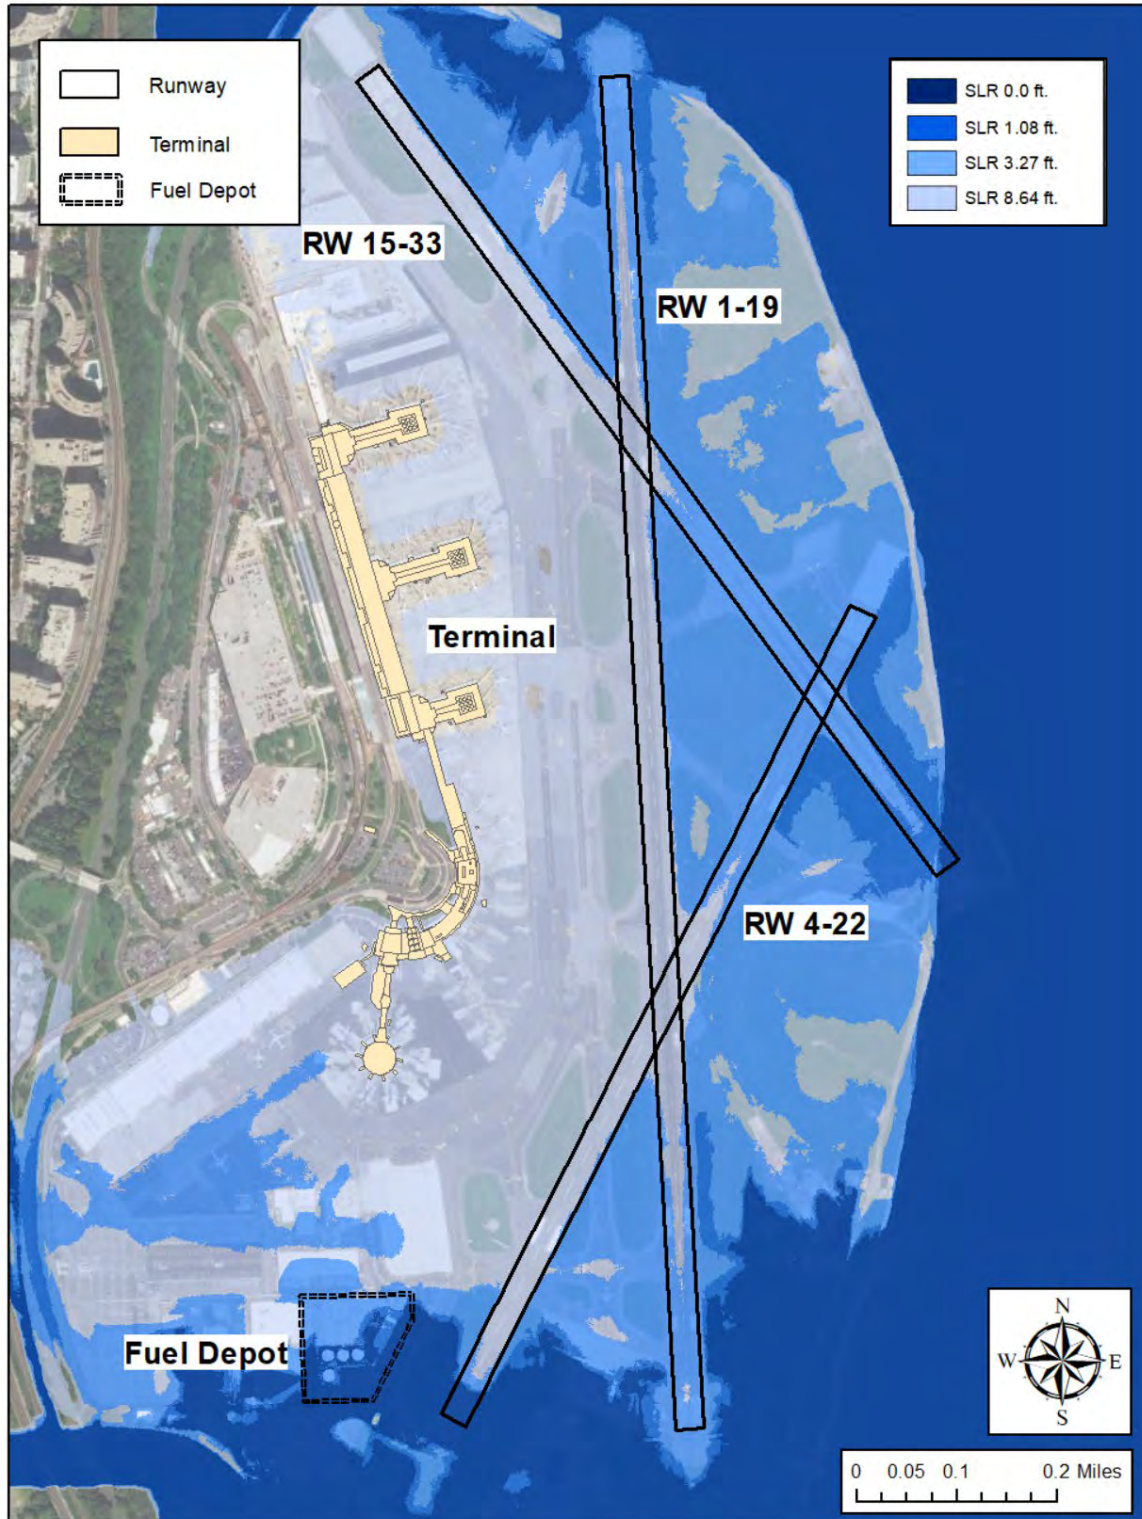 Runway
Terminal
Fuel Depot
SLR 0.0 ft.
SLR 1.08 ft.
SLR 3.27 ft.
SLR 8.64 ft.
RW 15-33
RW 1-19
Terminal
RW 4-22
Fuel Depot
N
W E
S
0 0.05 0.1 0.2 Miles